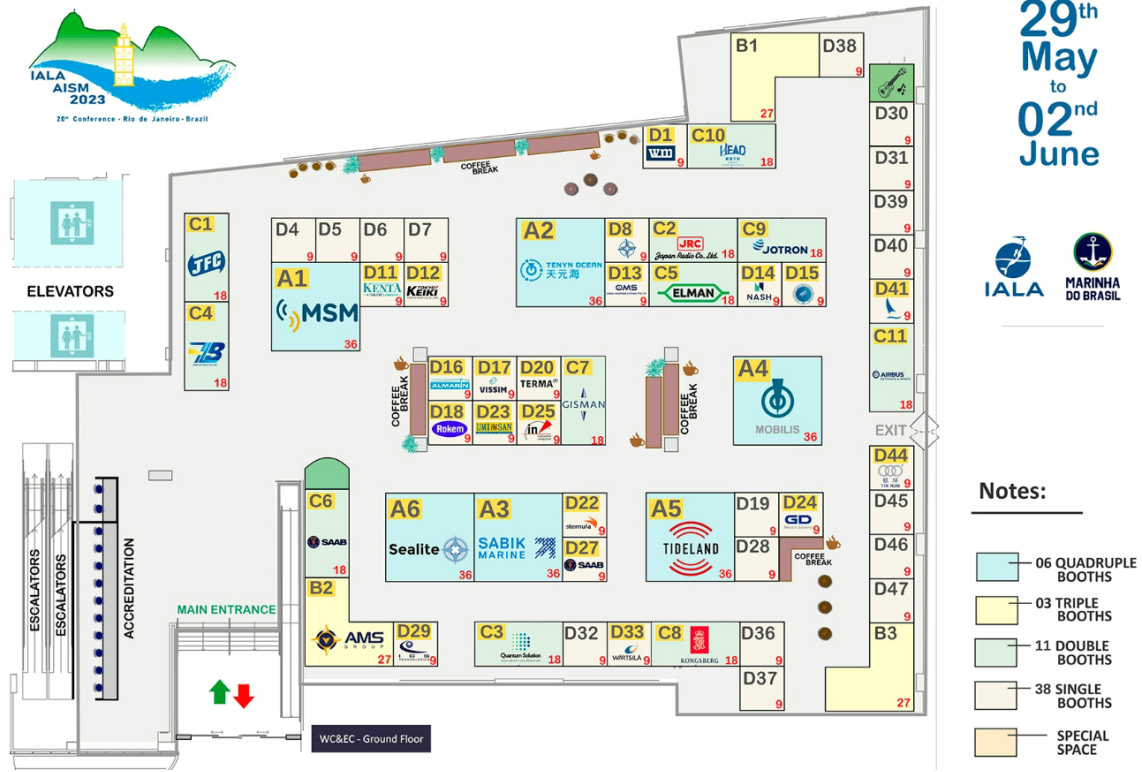 IALA
AISM
2023
20th Conference - Rio de Janeiro - Brazil
29th
May
to
02nd
June
IALA
MARINHA
DO BRASIL
ELEVATORS
ESCALATORS
ESCALATORS
ACCREDITATION
MAIN ENTRANCE
WC&EC - Ground Floor
B1
27
D38
9
D1
wm
9
C10
HEAD
18
D30
9
D31
9
D39
9
D40
9
D41
9
C11
AIRBUS
18
EXIT
COFFEE
BREAK
C1
JFC
18
C4
18
D4
9
D5
9
D6
9
D7
9
A1
MSM
36
D11
KENTA
9
D12
TOKYO
KEIKI
9
A2
TENYN OCEAN
天元海
36
D8
9
C2
JRC
Japan Radio Co., Ltd.
18
C9
JOTRON
18
D13
OMS
9
C5
ELMAN
18
D14
NASH
9
D15
9
COFFEE
BREAK
D16
ALMARIN
9
D17
VISSIM
9
D20
TERMA
9
C7
GISMAN
18
D18
Rokem
9
D23
UMISAN
9
D25
in
9
COFFEE
BREAK
A4
MOBILIS
36
C6
SAAB
18
A6
Sealite
36
A3
SABIK
MARINE
36
D22
sternula
9
D27
SAAB
9
A5
TIDELAND
36
D19
9
D24
GD
9
D28
9
COFFEE
BREAK
D44
9
D45
9
D46
9
D47
9
B2
AMS
GROUP
27
D29
9
C3
Quantum Solution
18
D32
9
D33
WÄRTSILÄ
9
C8
KONGSBERG
18
D36
9
D37
9
B3
27
Notes:
06 QUADRUPLE
BOOTHS
03 TRIPLE
BOOTHS
11 DOUBLE
BOOTHS
38 SINGLE
BOOTHS
SPECIAL
SPACE